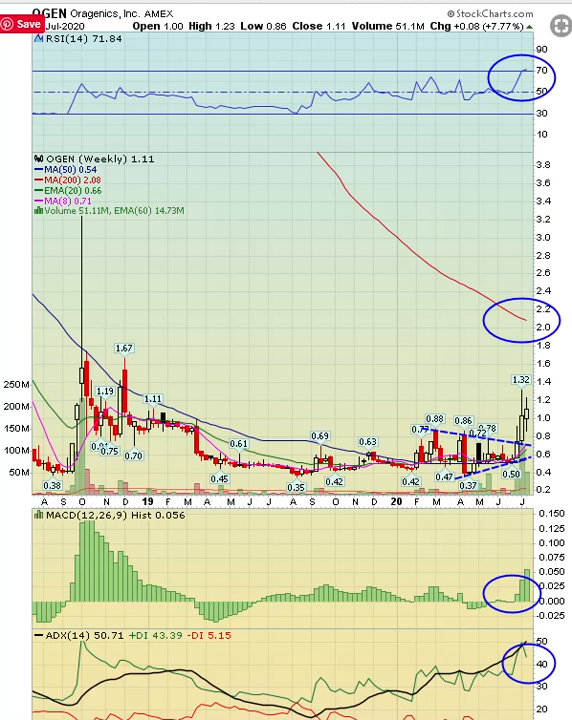 OGEN Oragenics, Inc. AMEX
© StockCharts.com
Save
Jul-2020
Open 1.00 High 1.23 Low 0.86 Close 1.11 Volume 51.1M Chg +0.08 (+7.77%)
RSI(14) 71.84
90
70
50
30
10
OGEN (Weekly) 1.11
MA(50) 0.54
MA(200) 2.08
EMA(20) 0.66
MA(8) 0.71
Volume 51.11M, EMA(60) 14.73M
3.8
3.6
3.4
3.2
3.0
2.8
2.6
2.4
2.2
2.0
1.8
1.6
1.4
1.2
1.0
0.8
0.6
0.4
0.2
250M
200M
150M
100M
50M
1.67
1.32
1.19
1.11
0.88
0.86
0.78
0.77
0.72
0.75
0.70
0.69
0.63
0.61
0.50
0.47
0.45
0.42
0.42
0.38
0.37
0.35
A S O N D 19 F M A M J J A S O N D 20 F M A M J J
MACD(12,26,9) Hist 0.056
0.150
0.125
0.100
0.075
0.050
0.025
0.000
-0.025
ADX(14) 50.71 +DI 43.39 -DI 5.15
50
40
30
20